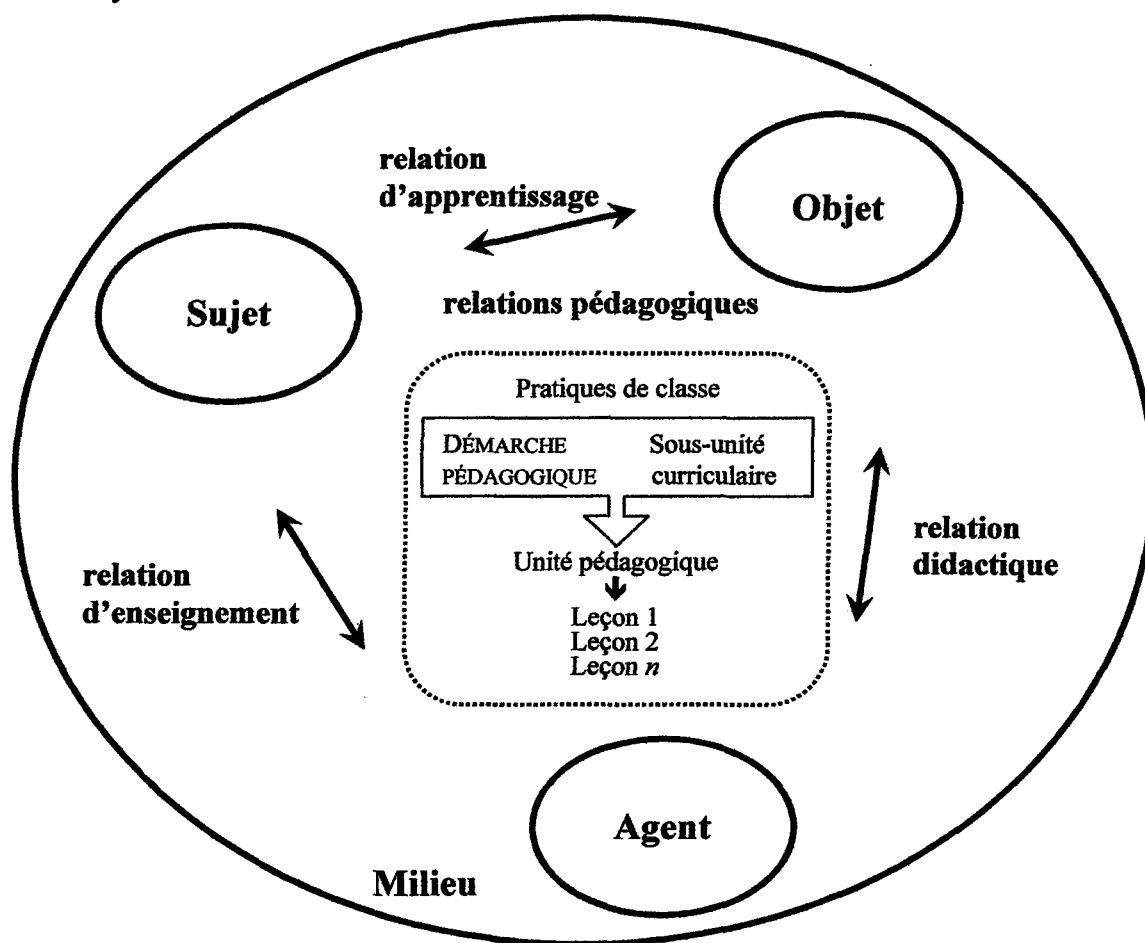 relation
d'apprentissage
Objet
Sujet
relations pédagogiques
Pratiques de classe
DÉMARCHE
PÉDAGOGIQUE
Sous-unité
curriculaire
Unité pédagogique
relation
didactique
relation
d'enseignement
Leçon 1
Leçon 2
Leçon n
Agent
Milieu